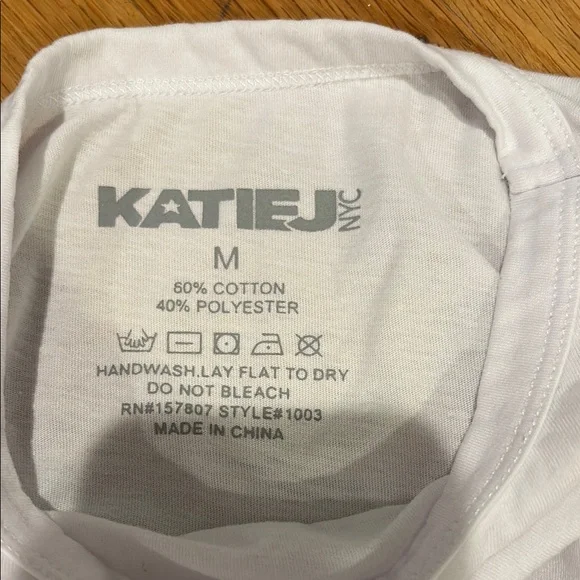 KATIEJ NYC
M
60% COTTON
40% POLYESTER
HANDWASH.LAY FLAT TO DRY
DO NOT BLEACH
RN#157807 STYLE#1003
MADE IN CHINA